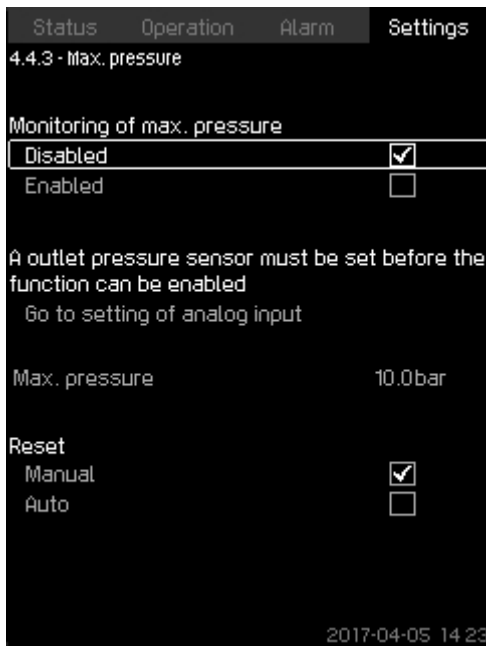 Status Operation Alarm Settings
4.4.3 - Max. pressure
Monitoring of max. pressure
Disabled
Enabled
A outlet pressure sensor must be set before the
function can be enabled
Go to setting of analog input
Max. pressure 10.0bar
Reset
Manual
Auto
2017-04-05 14 23